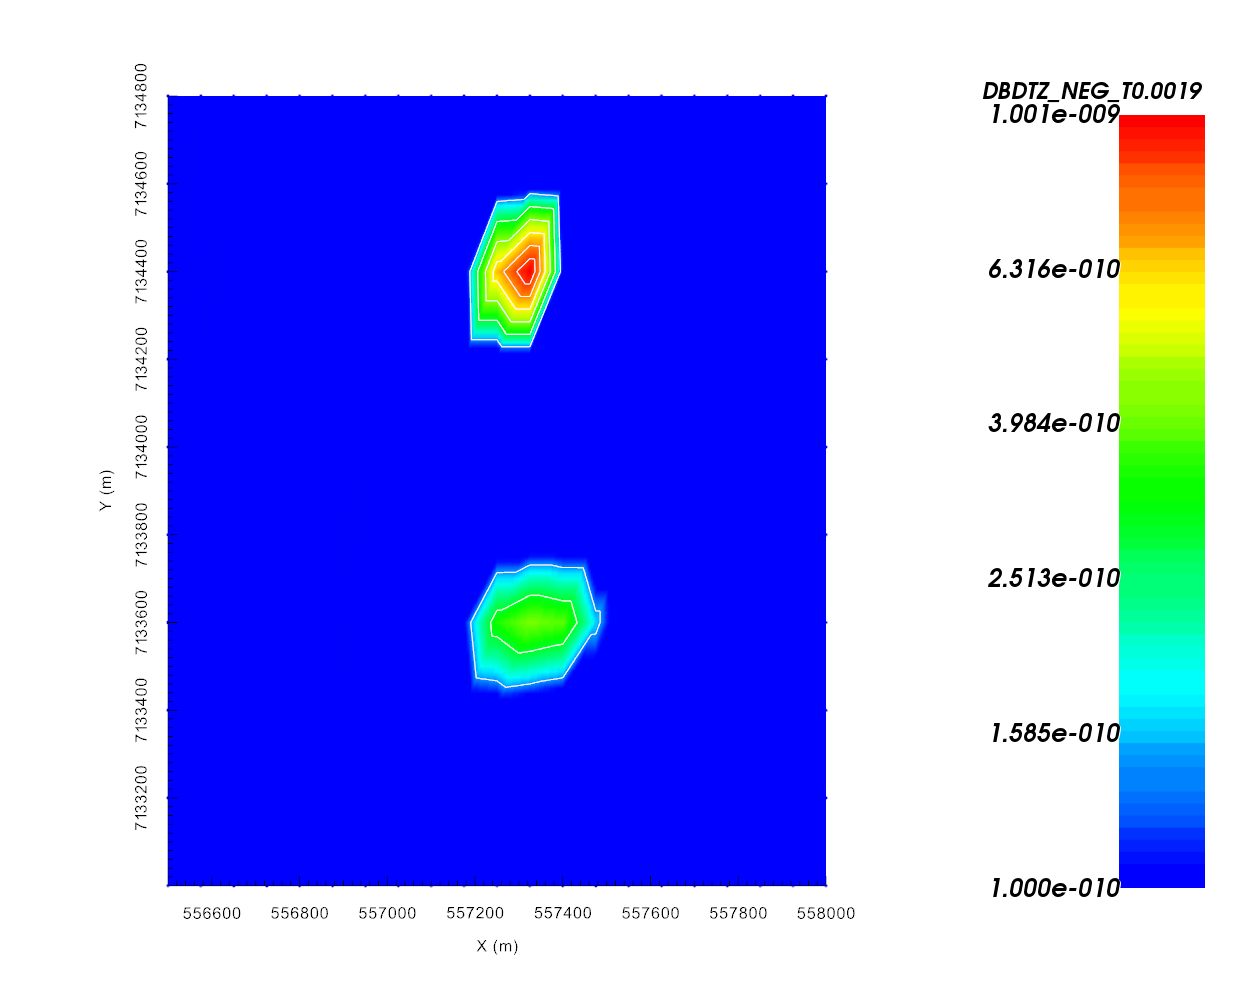 DBDTZ_NEG_T0.0019
1.001e-009
6.316e-010
3.984e-010
2.513e-010
1.585e-010
1.000e-010
7134800
7134600
7134400
7134200
7134000
7133800
7133600
7133400
7133200
Y (m)
556600 556800 557000 557200 557400 557600 557800 558000
X (m)